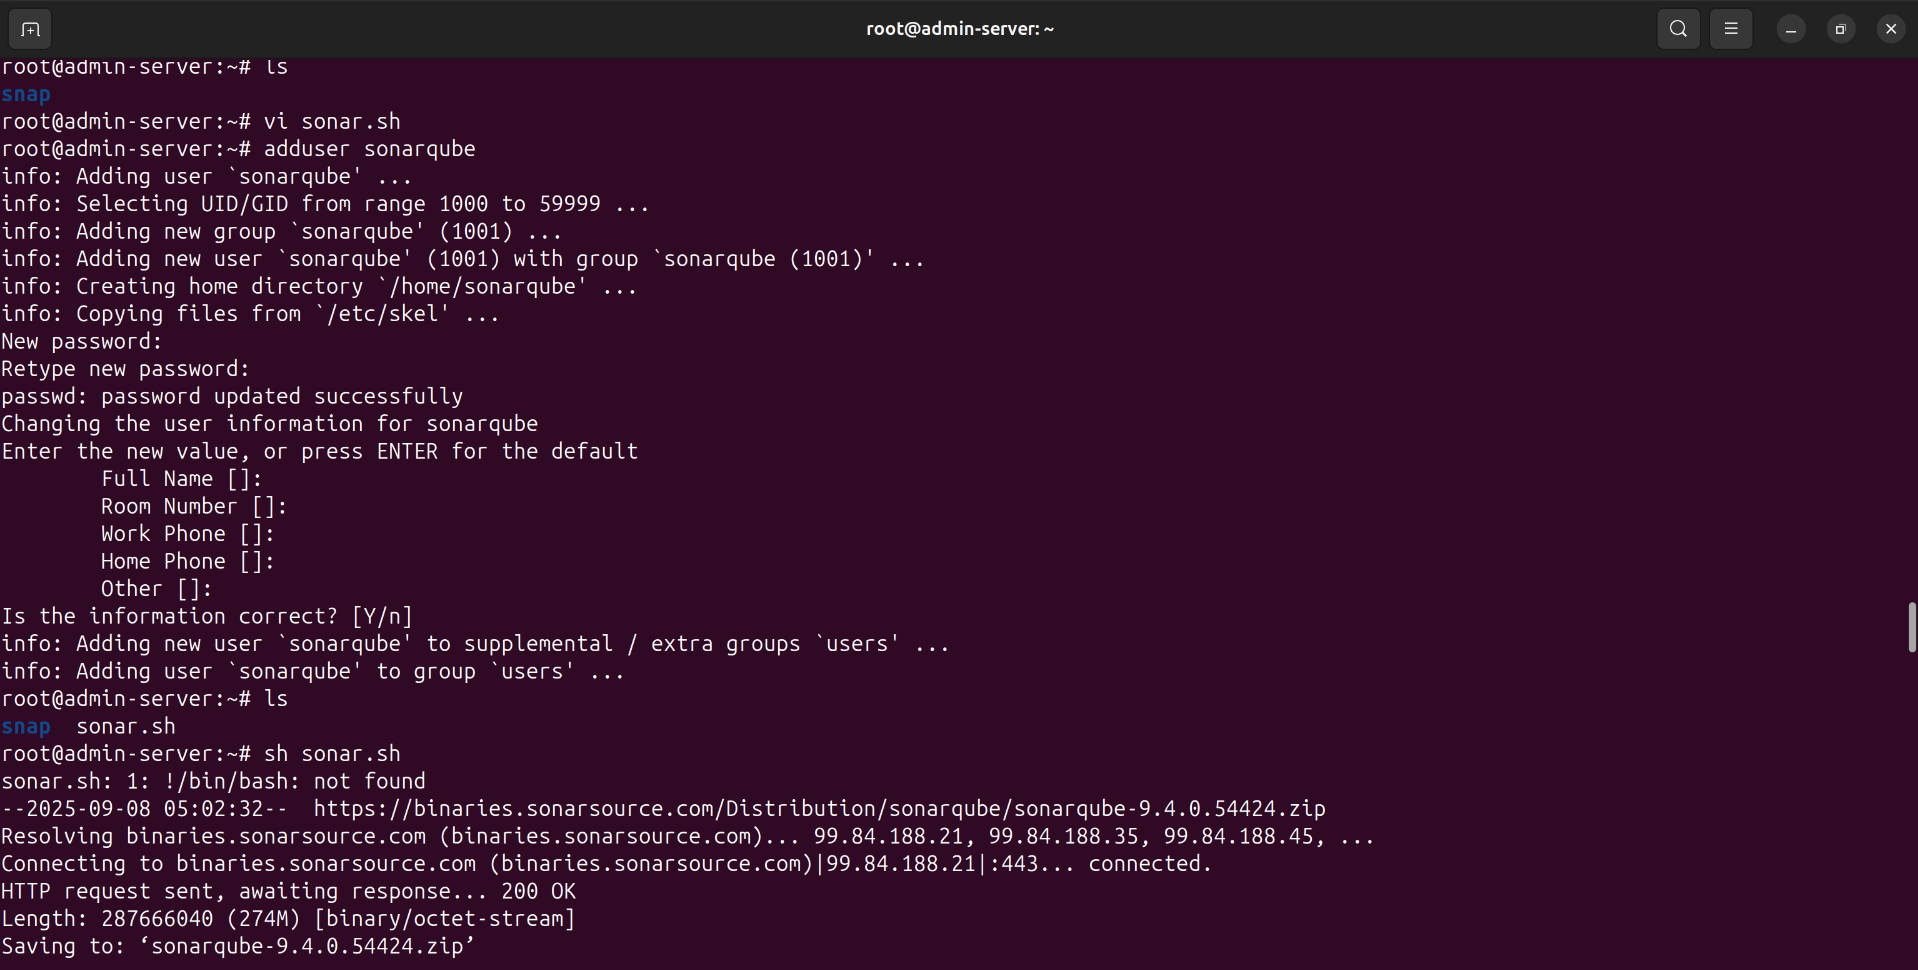 root@admin-server: ~
root@admin-server:~# ls
snap
root@admin-server:~# vi sonar.sh
root@admin-server:~# adduser sonarqube
info: Adding user `sonarqube' ...
info: Selecting UID/GID from range 1000 to 59999 ...
info: Adding new group `sonarqube' (1001) ...
info: Adding new user `sonarqube' (1001) with group `sonarqube (1001)' ...
info: Creating home directory `/home/sonarqube' ...
info: Copying files from `/etc/skel' ...
New password:
Retype new password:
passwd: password updated successfully
Changing the user information for sonarqube
Enter the new value, or press ENTER for the default
        Full Name []:
        Room Number []:
        Work Phone []:
        Home Phone []:
        Other []:
Is the information correct? [Y/n]
info: Adding new user `sonarqube' to supplemental / extra groups `users' ...
info: Adding user `sonarqube' to group `users' ...
root@admin-server:~# ls
snap  sonar.sh
root@admin-server:~# sh sonar.sh
sonar.sh: 1: !/bin/bash: not found
--2025-09-08 05:02:32--  https://binaries.sonarsource.com/Distribution/sonarqube/sonarqube-9.4.0.54424.zip
Resolving binaries.sonarsource.com (binaries.sonarsource.com)... 99.84.188.21, 99.84.188.35, 99.84.188.45, ...
Connecting to binaries.sonarsource.com (binaries.sonarsource.com)|99.84.188.21|:443... connected.
HTTP request sent, awaiting response... 200 OK
Length: 287666040 (274M) [binary/octet-stream]
Saving to: ‘sonarqube-9.4.0.54424.zip’